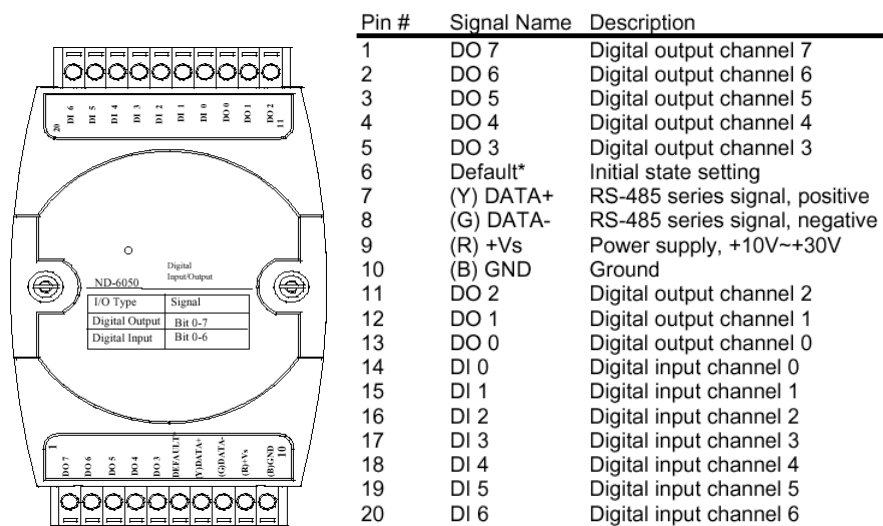 Pin # Signal Name Description
1 DO 7 Digital output channel 7
2 DO 6 Digital output channel 6
3 DO 5 Digital output channel 5
4 DO 4 Digital output channel 4
5 DO 3 Digital output channel 3
6 Default* Initial state setting
7 (Y) DATA+ RS-485 series signal, positive
8 (G) DATA- RS-485 series signal, negative
9 (R) +Vs Power supply, +10V~+30V
10 (B) GND Ground
11 DO 2 Digital output channel 2
12 DO 1 Digital output channel 1
13 DO 0 Digital output channel 0
14 DI 0 Digital input channel 0
15 DI 1 Digital input channel 1
16 DI 2 Digital input channel 2
17 DI 3 Digital input channel 3
18 DI 4 Digital input channel 4
19 DI 5 Digital input channel 5
20 DI 6 Digital input channel 6
20 DI 6 DI 5 DI 4 DI 3 DI 2 DI 1 DI 0 DO 0 DO 1 DO 2 11
Digital
Input/Output
ND-6050
I/O Type Signal
Digital Output Bit 0-7
Digital Input Bit 0-6
1 DO 7 DO 6 DO 5 DO 4 DO 3 DEFAULT* (Y)DATA+ (G)DATA- (R)+Vs (B)GND 10